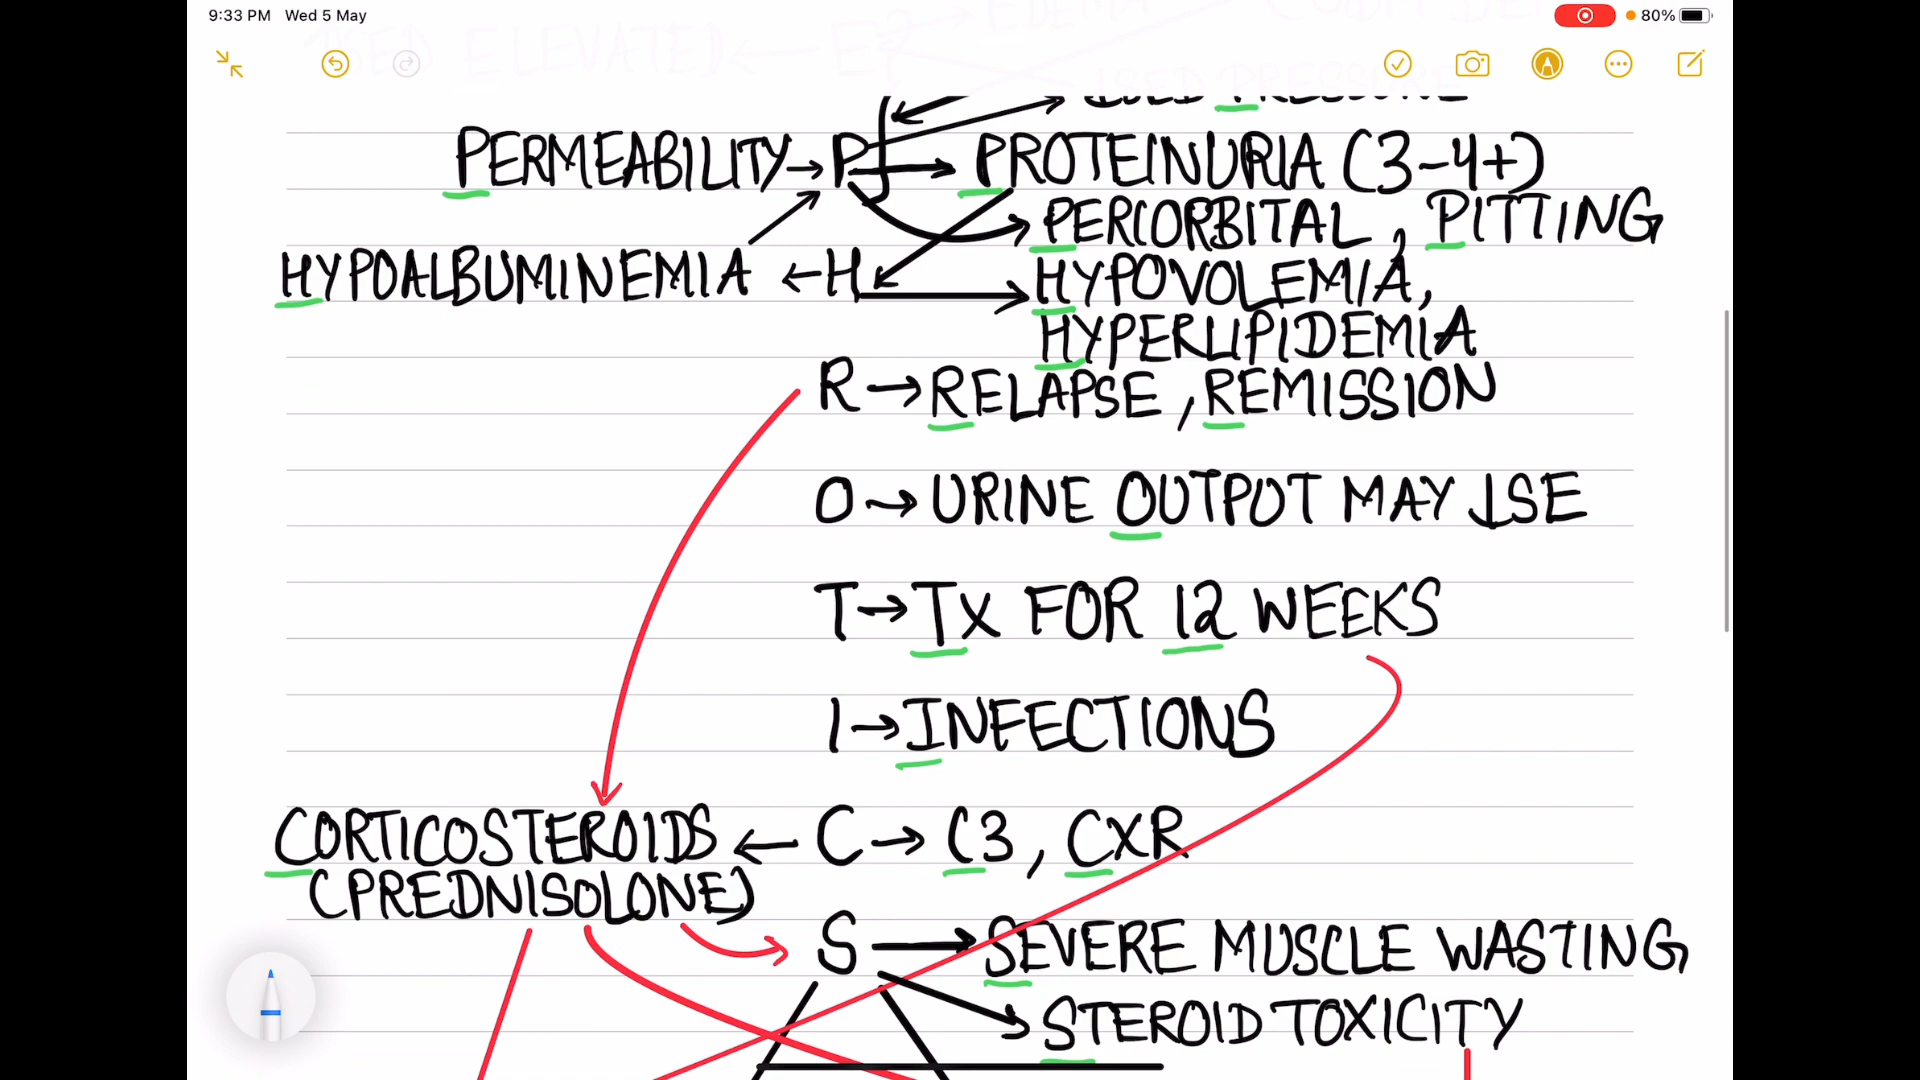 9:33 PM Wed 5 May
80%
PERMEABILITY → P → PROTEINURIA (3-4+)
PERIORBITAL, PITTING
HYPOALBUMINEMIA ← H → HYPOVOLEMIA,
HYPERLIPIDEMIA
R → RELAPSE, REMISSION
O → URINE OUTPUT MAY ↓SE
T → Tx FOR 12 WEEKS
I → INFECTIONS
CORTICOSTEROIDS ← C → C3, CXR
(PREDNISOLONE)
S → SEVERE MUSCLE WASTING
→ STEROID TOXICITY